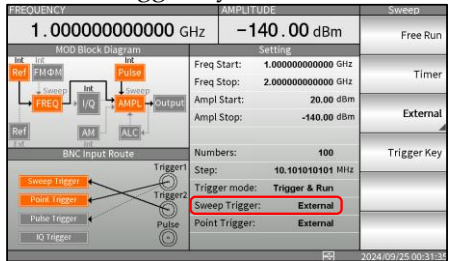 FREQUENCY
AMPLITUDE
Sweep
1.000000000000 GHz
-140.00 dBm
Free Run
MOD Block Diagram
Setting
Int
Int
Int
Ref
FMΦM
Pulse
Sweep
Int
Sweep
FREQ
I/Q
AMPL
Output
Ref
AM
ALC
Ext
Int
Freq Start: 1.000000000000 GHz
Freq Stop: 2.000000000000 GHz
Ampl Start: 20.00 dBm
Ampl Stop: -140.00 dBm
Timer
External
BNC Input Route
Numbers: 100
Trigger Key
Trigger1
Step: 10.101010101 MHz
Sweep Trigger
Trigger mode: Trigger & Run
Point Trigger
Trigger2
Sweep Trigger: External
Pulse Trigger
Pulse
Point Trigger: External
IQ Trigger
2024/09/25 00:31:35